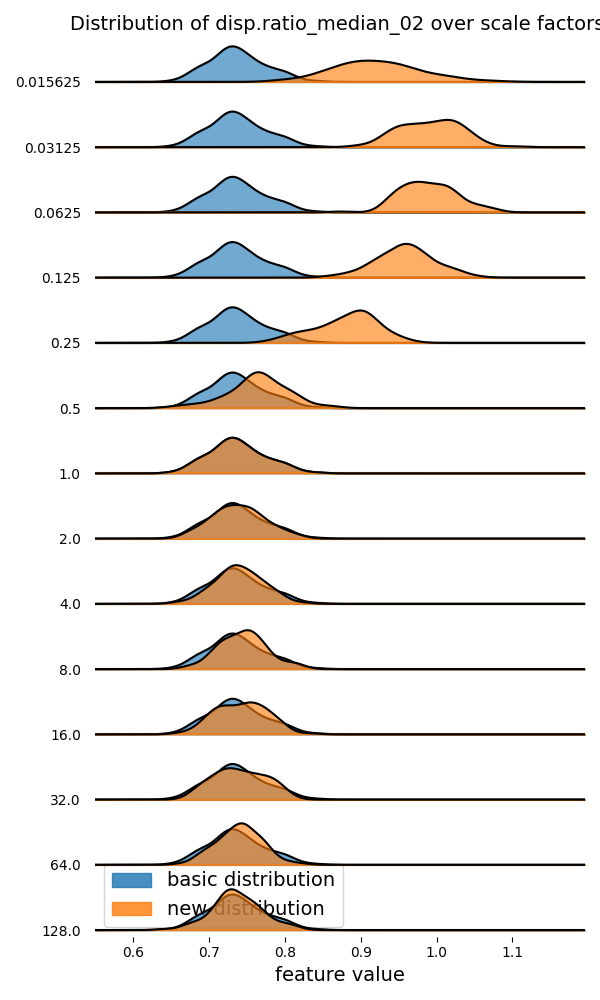 Distribution of disp.ratio_median_02 over scale factors
0.015625
0.03125
0.0625
0.125
0.25
0.5
1.0
2.0
4.0
8.0
16.0
32.0
64.0
basic distribution
new distribution
128.0
0.6 0.7 0.8 0.9 1.0 1.1
feature value